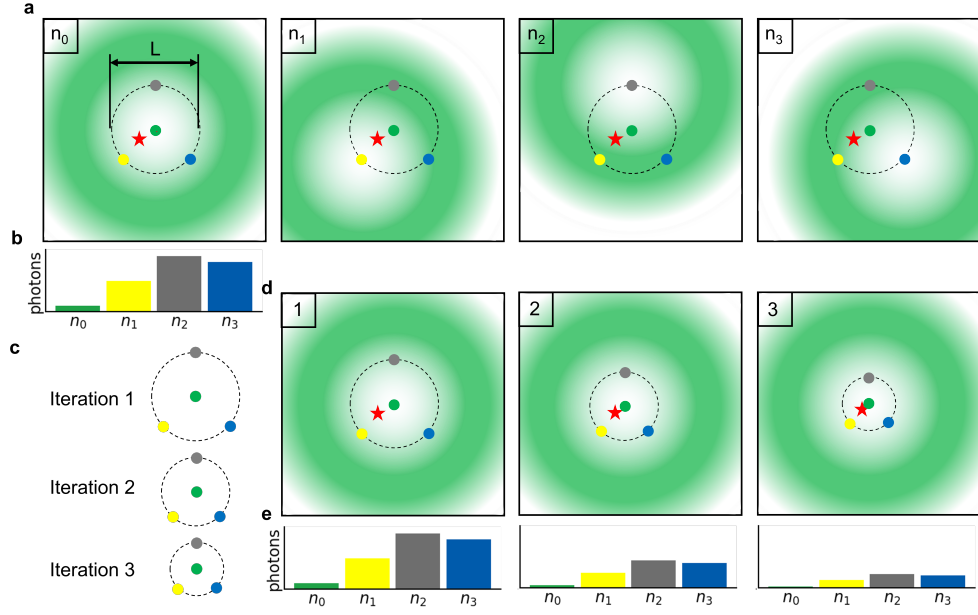 a
n0
L
n1
n2
n3
b
photons
n0 n1 n2 n3
c
Iteration 1
Iteration 2
Iteration 3
d
1
2
3
e
photons
n0 n1 n2 n3
n0 n1 n2 n3
n0 n1 n2 n3